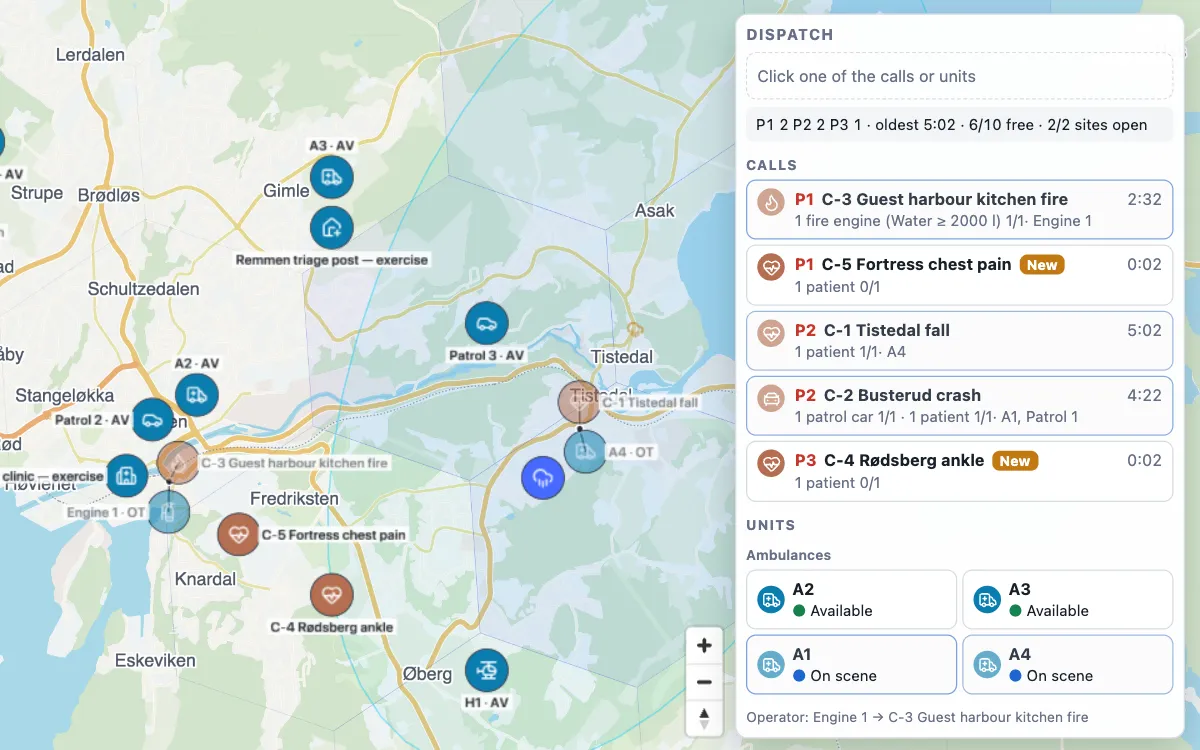 Lerdalen
A3 · AV
AV
Strupe
Brødløs
Gimle
Asak
Remmen triage post — exercise
Schultzedalen
Patrol 3 · AV
Tistedal
A2 · AV
Stangeløkka
Patrol 2 · AV
C-1 Tistedal fall
A4 · OT
C-3 Guest harbour kitchen fire
clinic — exercise
Engine 1 · OT
Fredriksten
C-5 Fortress chest pain
Knardal
C-4 Rødsberg ankle
Eskeviken
Øberg
H1 · AV
DISPATCH
Click one of the calls or units
P1 2 P2 2 P3 1 · oldest 5:02 · 6/10 free · 2/2 sites open
CALLS
P1 C-3 Guest harbour kitchen fire 2:32
1 fire engine (Water ≥ 2000 l) 1/1· Engine 1
P1 C-5 Fortress chest pain New 0:02
1 patient 0/1
P2 C-1 Tistedal fall 5:02
1 patient 1/1· A4
P2 C-2 Busterud crash 4:22
1 patrol car 1/1 · 1 patient 1/1· A1, Patrol 1
P3 C-4 Rødsberg ankle New 0:02
1 patient 0/1
UNITS
Ambulances
A2
Available
A3
Available
A1
On scene
A4
On scene
Operator: Engine 1 → C-3 Guest harbour kitchen fire